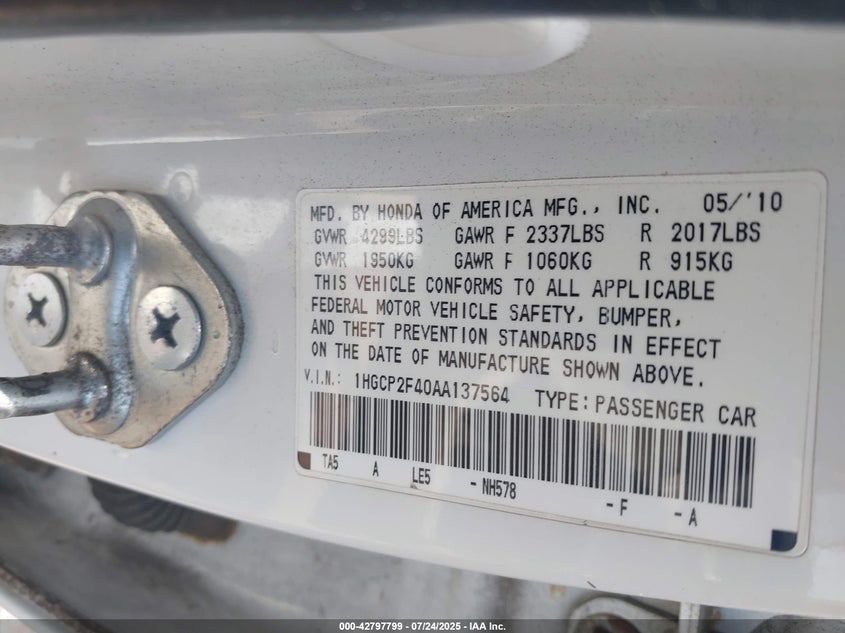 MFD. BY HONDA OF AMERICA MFG., INC. 05/'10
GVWR 4299LBS GAWR F 2337LBS R 2017LBS
GVWR 1950KG GAWR F 1060KG R 915KG
THIS VEHICLE CONFORMS TO ALL APPLICABLE
FEDERAL MOTOR VEHICLE SAFETY, BUMPER,
AND THEFT PREVENTION STANDARDS IN EFFECT
ON THE DATE OF MANUFACTURE SHOWN ABOVE.
V.I.N.: 1HGCP2F40AA137564 TYPE: PASSENGER CAR
TA5 A LE5 -NH578 -F -A
000-42797799 - 07/24/2025 - IAA Inc.